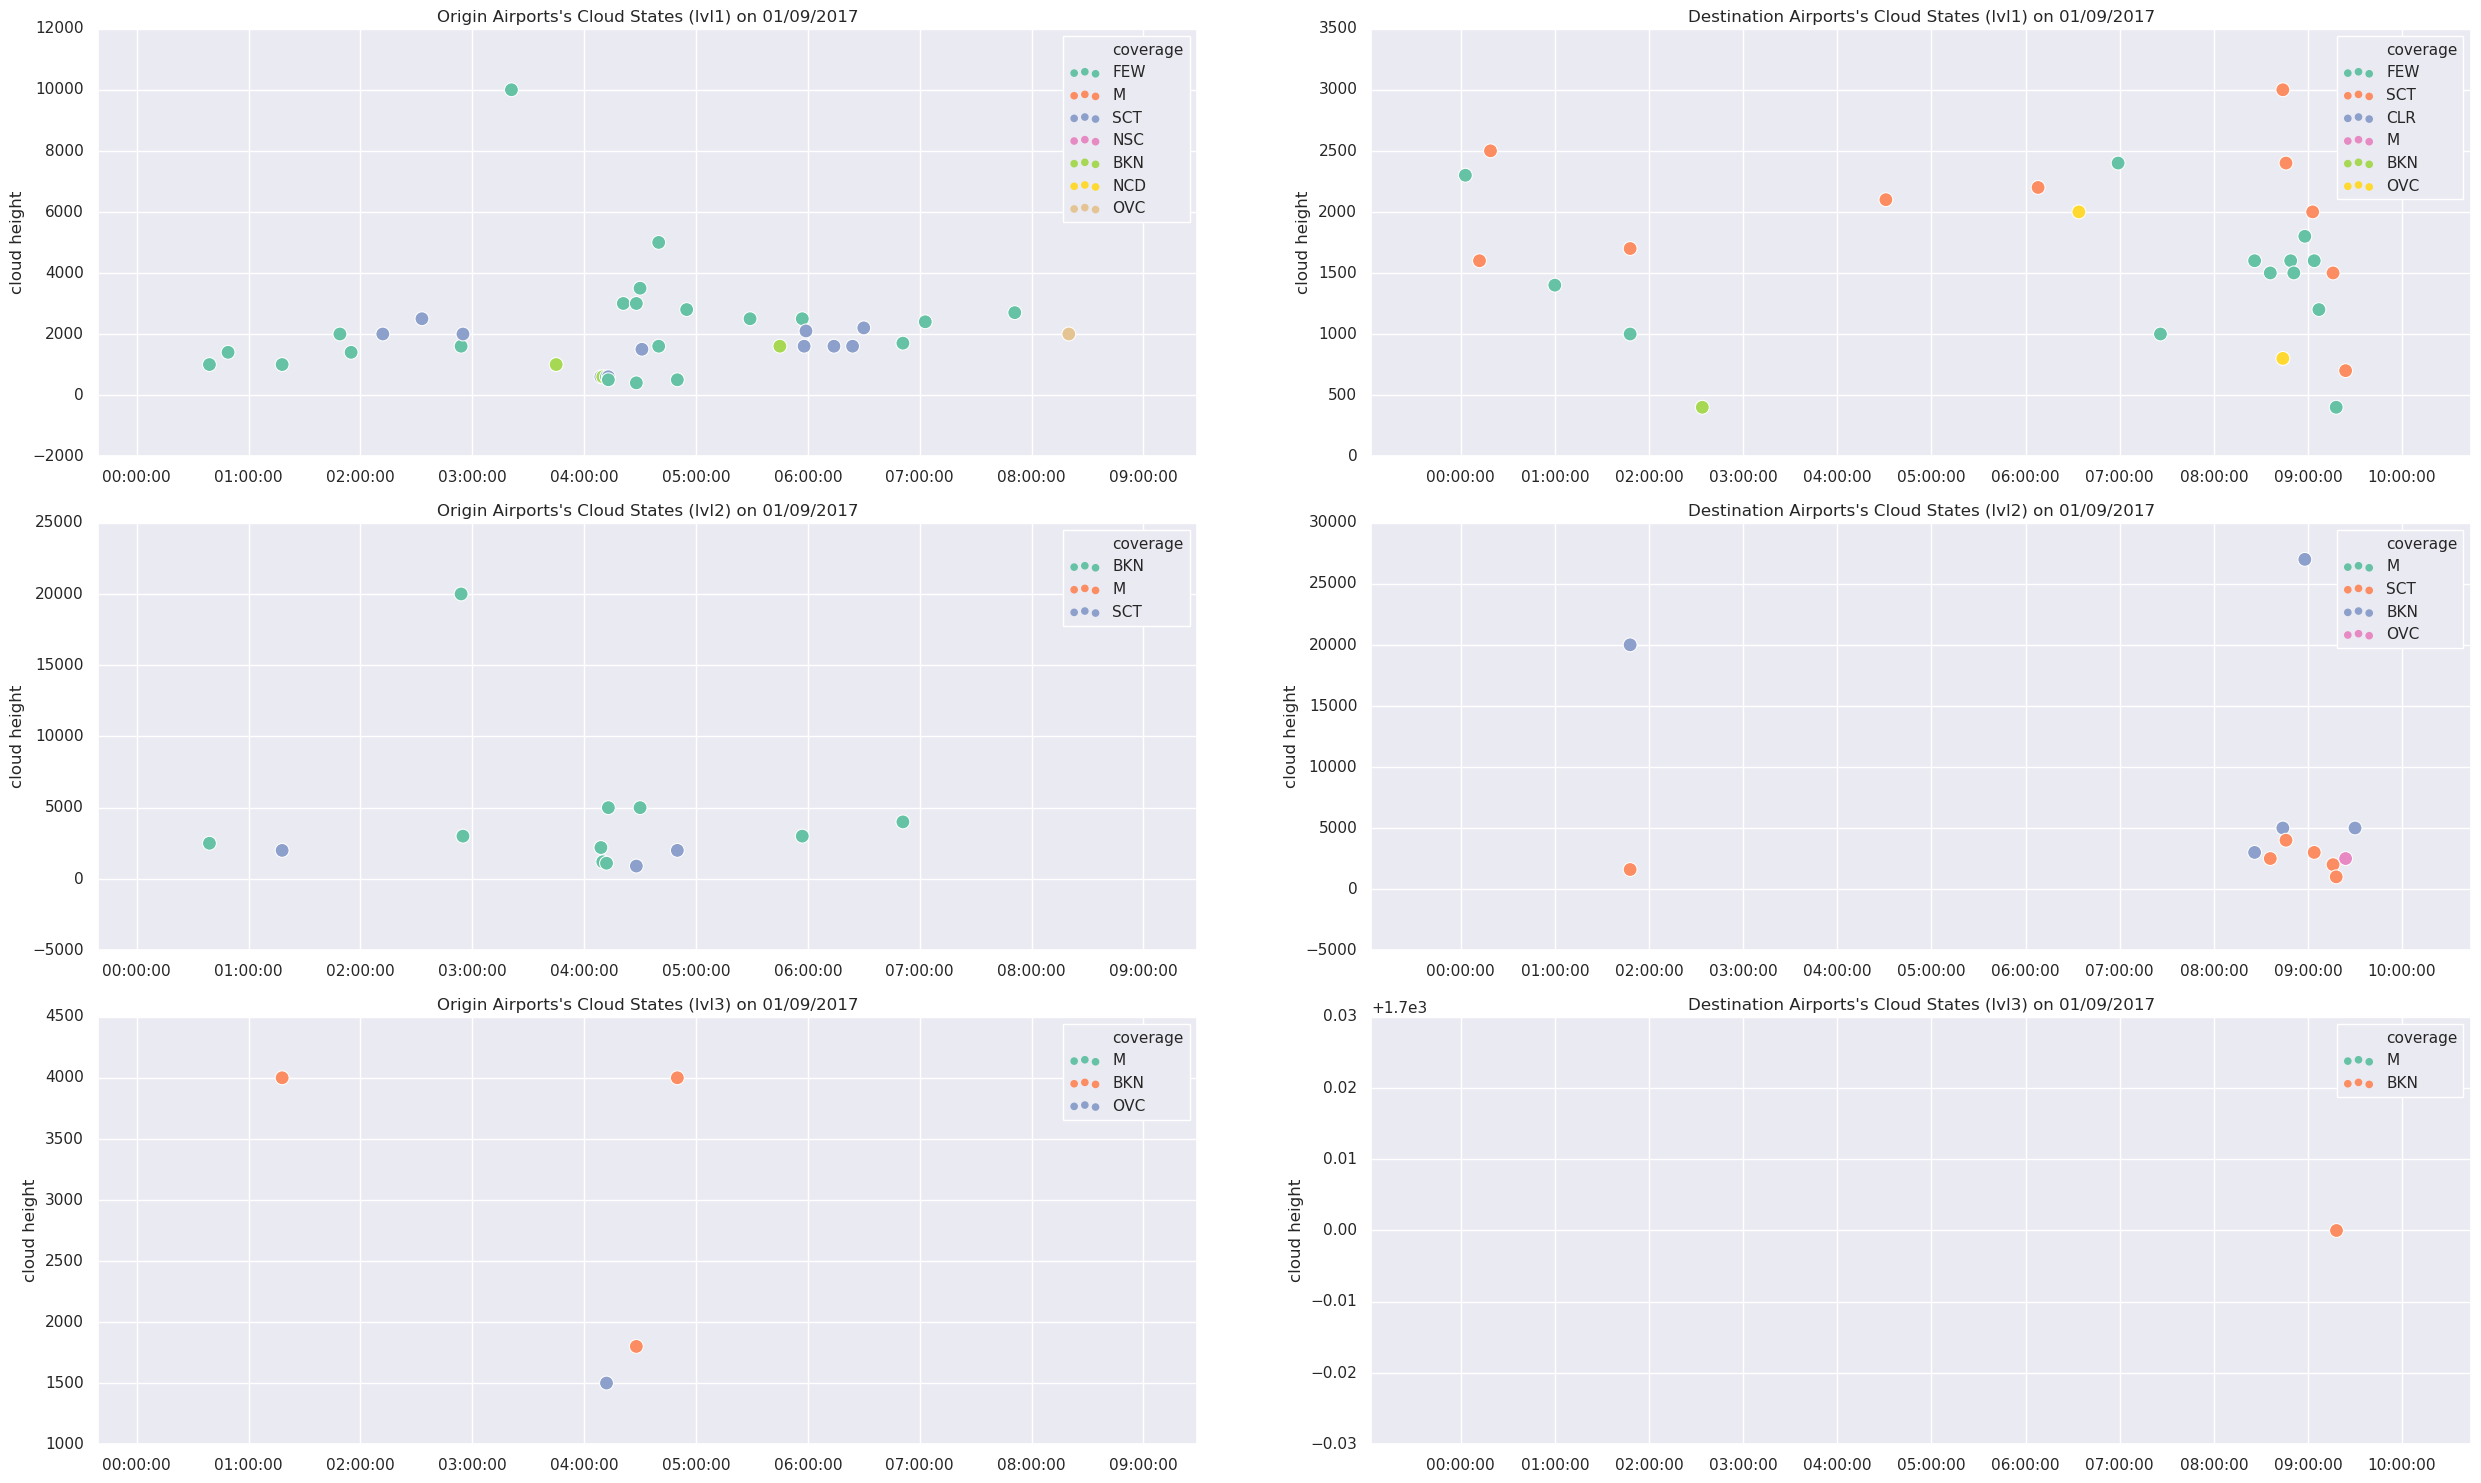 Origin Airports's Cloud States (lvl1) on 01/09/2017
12000
10000
8000
6000
4000
2000
0
−2000
cloud height
00:00:00 01:00:00 02:00:00 03:00:00 04:00:00 05:00:00 06:00:00 07:00:00 08:00:00 09:00:00
coverage
FEW
M
SCT
NSC
BKN
NCD
OVC
Destination Airports's Cloud States (lvl1) on 01/09/2017
3500
3000
2500
2000
1500
1000
500
0
cloud height
00:00:00 01:00:00 02:00:00 03:00:00 04:00:00 05:00:00 06:00:00 07:00:00 08:00:00 09:00:00 10:00:00
coverage
FEW
SCT
CLR
M
BKN
OVC
Origin Airports's Cloud States (lvl2) on 01/09/2017
25000
20000
15000
10000
5000
0
−5000
cloud height
00:00:00 01:00:00 02:00:00 03:00:00 04:00:00 05:00:00 06:00:00 07:00:00 08:00:00 09:00:00
coverage
BKN
M
SCT
Destination Airports's Cloud States (lvl2) on 01/09/2017
30000
25000
20000
15000
10000
5000
0
−5000
cloud height
00:00:00 01:00:00 02:00:00 03:00:00 04:00:00 05:00:00 06:00:00 07:00:00 08:00:00 09:00:00 10:00:00
coverage
M
SCT
BKN
OVC
Origin Airports's Cloud States (lvl3) on 01/09/2017
4500
4000
3500
3000
2500
2000
1500
1000
cloud height
00:00:00 01:00:00 02:00:00 03:00:00 04:00:00 05:00:00 06:00:00 07:00:00 08:00:00 09:00:00
coverage
M
BKN
OVC
Destination Airports's Cloud States (lvl3) on 01/09/2017
+1.7e3
0.03
0.02
0.01
0.00
−0.01
−0.02
−0.03
cloud height
00:00:00 01:00:00 02:00:00 03:00:00 04:00:00 05:00:00 06:00:00 07:00:00 08:00:00 09:00:00 10:00:00
coverage
M
BKN